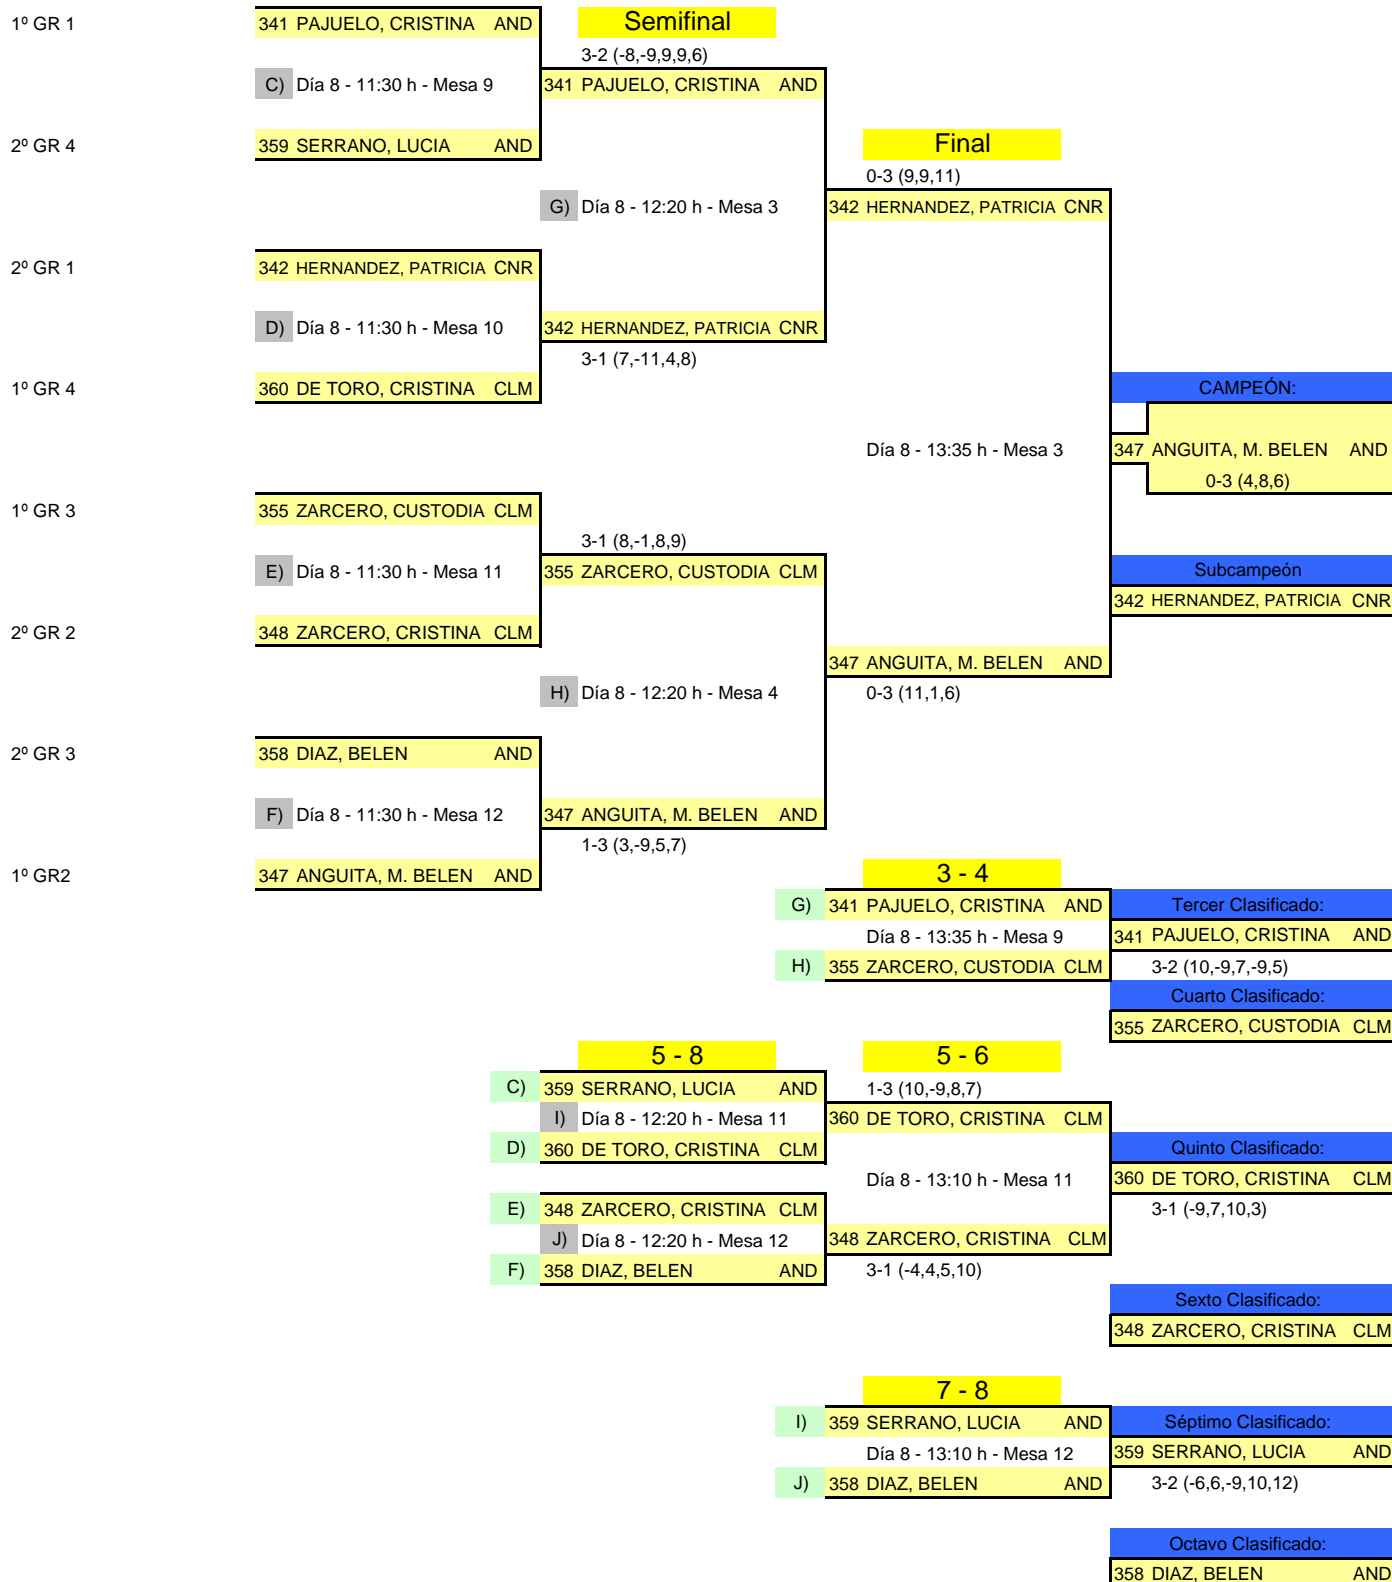 1º GR 1 341 PAJUELO, CRISTINA AND Semifinal
3-2 (-8,-9,9,9,6)
C) Día 8 - 11:30 h - Mesa 9 341 PAJUELO, CRISTINA AND
2º GR 4 359 SERRANO, LUCIA AND Final
0-3 (9,9,11)
G) Día 8 - 12:20 h - Mesa 3 342 HERNANDEZ, PATRICIA CNR
2º GR 1 342 HERNANDEZ, PATRICIA CNR
D) Día 8 - 11:30 h - Mesa 10 342 HERNANDEZ, PATRICIA CNR
3-1 (7,-11,4,8)
1º GR 4 360 DE TORO, CRISTINA CLM CAMPEÓN:
Día 8 - 13:35 h - Mesa 3 347 ANGUITA, M. BELEN AND
0-3 (4,8,6)
1º GR 3 355 ZARCERO, CUSTODIA CLM
3-1 (8,-1,8,9)
E) Día 8 - 11:30 h - Mesa 11 355 ZARCERO, CUSTODIA CLM Subcampeón
342 HERNANDEZ, PATRICIA CNR
2º GR 2 348 ZARCERO, CRISTINA CLM
347 ANGUITA, M. BELEN AND
H) Día 8 - 12:20 h - Mesa 4 0-3 (11,1,6)
2º GR 3 358 DIAZ, BELEN AND
F) Día 8 - 11:30 h - Mesa 12 347 ANGUITA, M. BELEN AND
1-3 (3,-9,5,7)
1º GR2 347 ANGUITA, M. BELEN AND 3 - 4
G) 341 PAJUELO, CRISTINA AND Tercer Clasificado:
Día 8 - 13:35 h - Mesa 9 341 PAJUELO, CRISTINA AND
H) 355 ZARCERO, CUSTODIA CLM 3-2 (10,-9,7,-9,5)
Cuarto Clasificado:
355 ZARCERO, CUSTODIA CLM
5 - 8 5 - 6
C) 359 SERRANO, LUCIA AND 1-3 (10,-9,8,7)
I) Día 8 - 12:20 h - Mesa 11 360 DE TORO, CRISTINA CLM
D) 360 DE TORO, CRISTINA CLM Quinto Clasificado:
Día 8 - 13:10 h - Mesa 11 360 DE TORO, CRISTINA CLM
E) 348 ZARCERO, CRISTINA CLM 3-1 (-9,7,10,3)
J) Día 8 - 12:20 h - Mesa 12 348 ZARCERO, CRISTINA CLM
F) 358 DIAZ, BELEN AND 3-1 (-4,4,5,10)
Sexto Clasificado:
348 ZARCERO, CRISTINA CLM
7 - 8
I) 359 SERRANO, LUCIA AND Séptimo Clasificado:
Día 8 - 13:10 h - Mesa 12 359 SERRANO, LUCIA AND
J) 358 DIAZ, BELEN AND 3-2 (-6,6,-9,10,12)
Octavo Clasificado:
358 DIAZ, BELEN AND